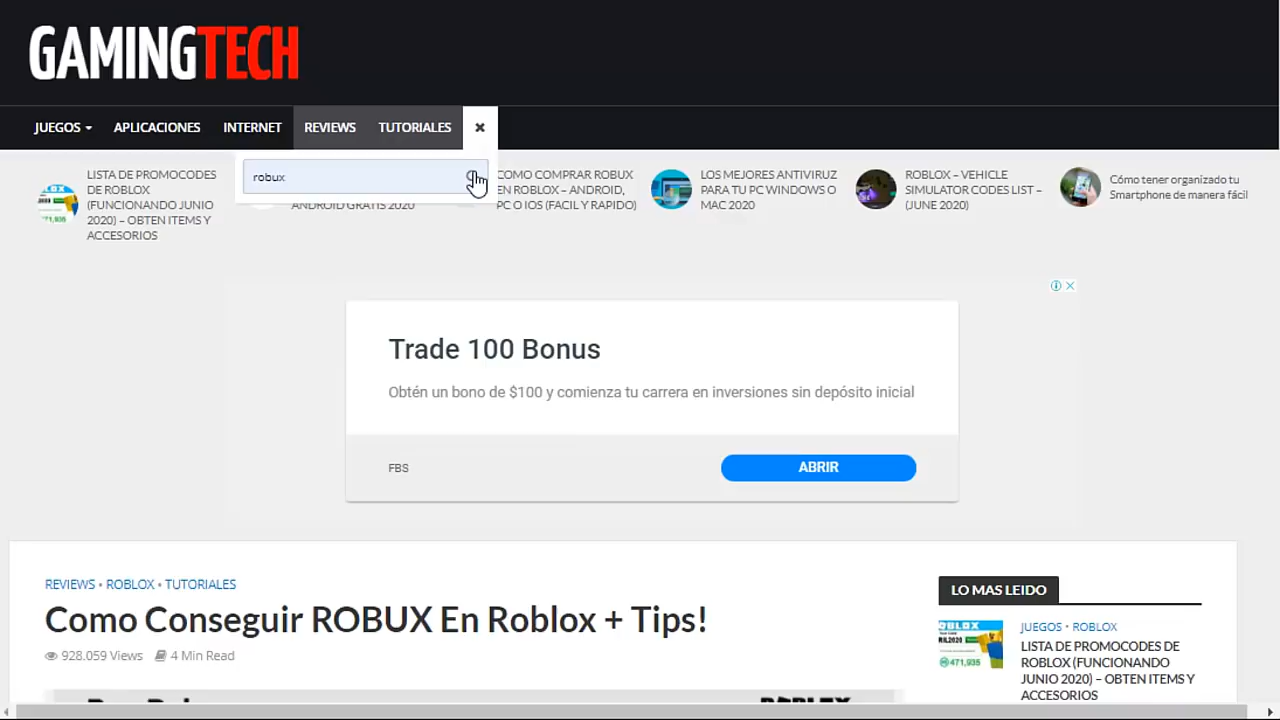 GAMINGTECH
JUEGOS
APLICACIONES
INTERNET
REVIEWS
TUTORIALES
robux
LISTA DE PROMOCODES
DE ROBLOX
(FUNCIONANDO JUNIO
2020) – OBTEN ITEMS Y
ACCESORIOS
ANDROID GRATIS 2020
COMO COMPRAR ROBUX
EN ROBLOX – ANDROID,
PC O IOS (FACIL Y RAPIDO)
LOS MEJORES ANTIVIRUZ
PARA TU PC WINDOWS O
MAC 2020
ROBLOX – VEHICLE
SIMULATOR CODES LIST –
(JUNE 2020)
Cómo tener organizado tu
Smartphone de manera fácil
Trade 100 Bonus
Obtén un bono de $100 y comienza tu carrera en inversiones sin depósito inicial
FBS
ABRIR
REVIEWS • ROBLOX • TUTORIALES
Como Conseguir ROBUX En Roblox + Tips!
928.059 Views
4 Min Read
LO MAS LEIDO
JUEGOS • ROBLOX
LISTA DE PROMOCODES DE
ROBLOX (FUNCIONANDO
JUNIO 2020) – OBTEN ITEMS Y
ACCESORIOS
471,935